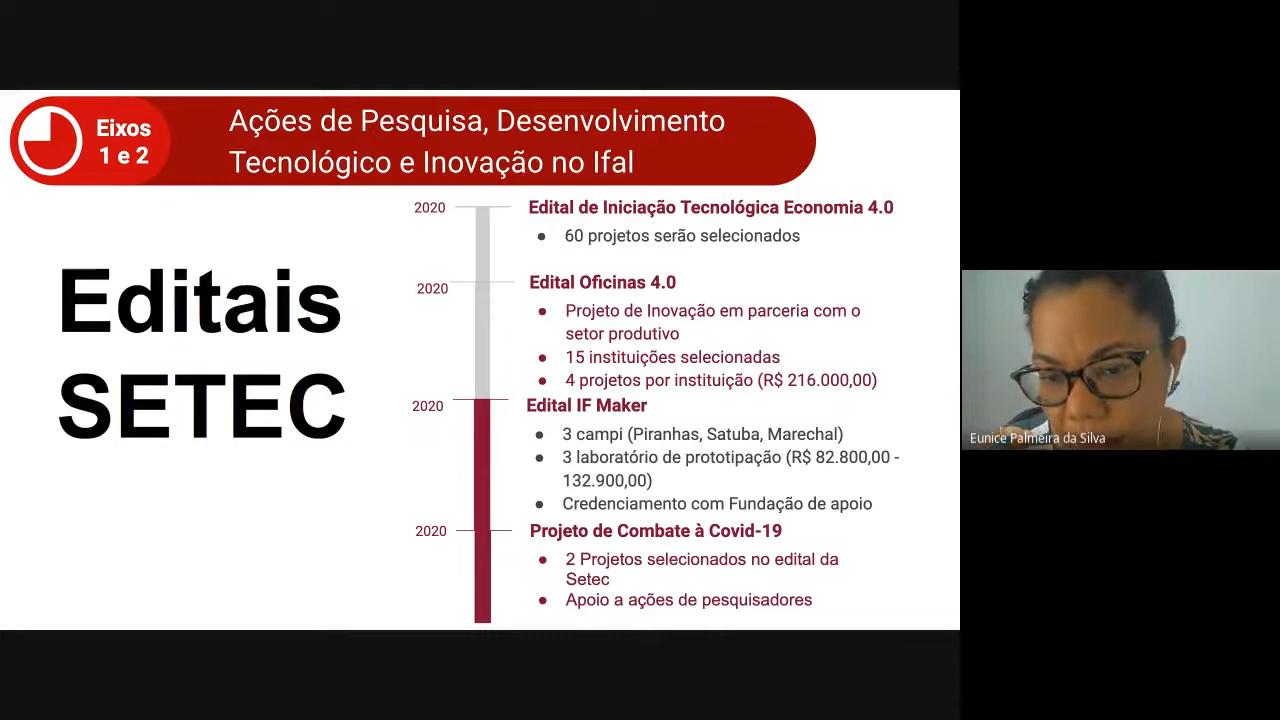 Eixos
1 e 2
Ações de Pesquisa, Desenvolvimento
Tecnológico e Inovação no Ifal
Editais
SETEC
2020
Edital de Iniciação Tecnológica Economia 4.0
● 60 projetos serão selecionados
2020
Edital Oficinas 4.0
● Projeto de Inovação em parceria com o
setor produtivo
● 15 instituições selecionadas
● 4 projetos por instituição (R$ 216.000,00)
2020
Edital IF Maker
● 3 campi (Piranhas, Satuba, Marechal)
● 3 laboratório de prototipação (R$ 82.800,00 -
132.900,00)
● Credenciamento com Fundação de apoio
2020
Projeto de Combate à Covid-19
● 2 Projetos selecionados no edital da
Setec
● Apoio a ações de pesquisadores
Eunice Palmeira da Silva